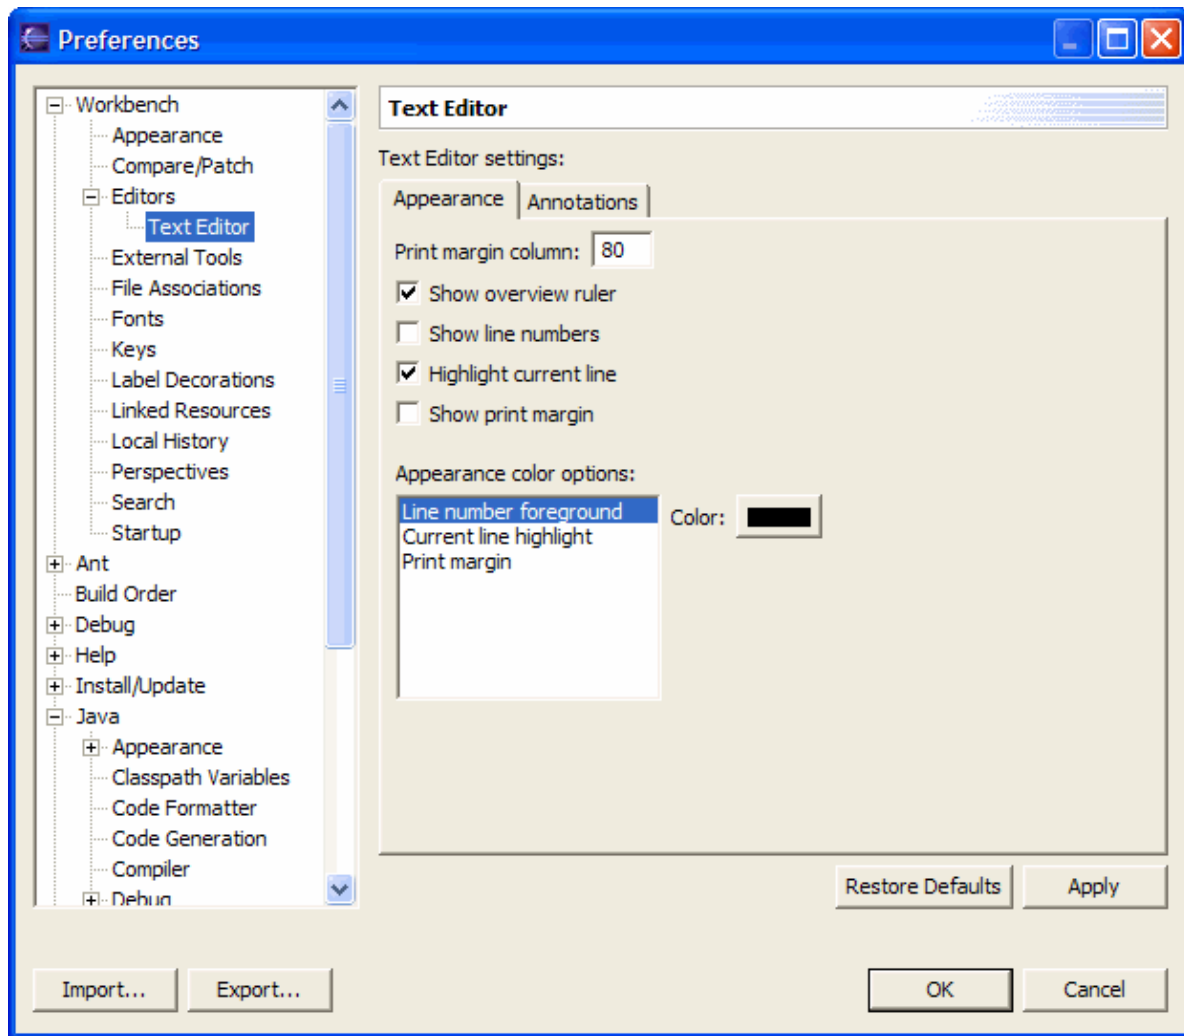 Preferences
Workbench
Appearance
Compare/Patch
Editors
Text Editor
External Tools
File Associations
Fonts
Keys
Label Decorations
Linked Resources
Local History
Perspectives
Search
Startup
Ant
Build Order
Debug
Help
Install/Update
Java
Appearance
Classpath Variables
Code Formatter
Code Generation
Compiler
Debug
Text Editor
Text Editor settings:
Appearance Annotations
Print margin column: 80
Show overview ruler
Show line numbers
Highlight current line
Show print margin
Appearance color options:
Line number foreground
Current line highlight
Print margin
Color:
Restore Defaults Apply
Import... Export... OK Cancel